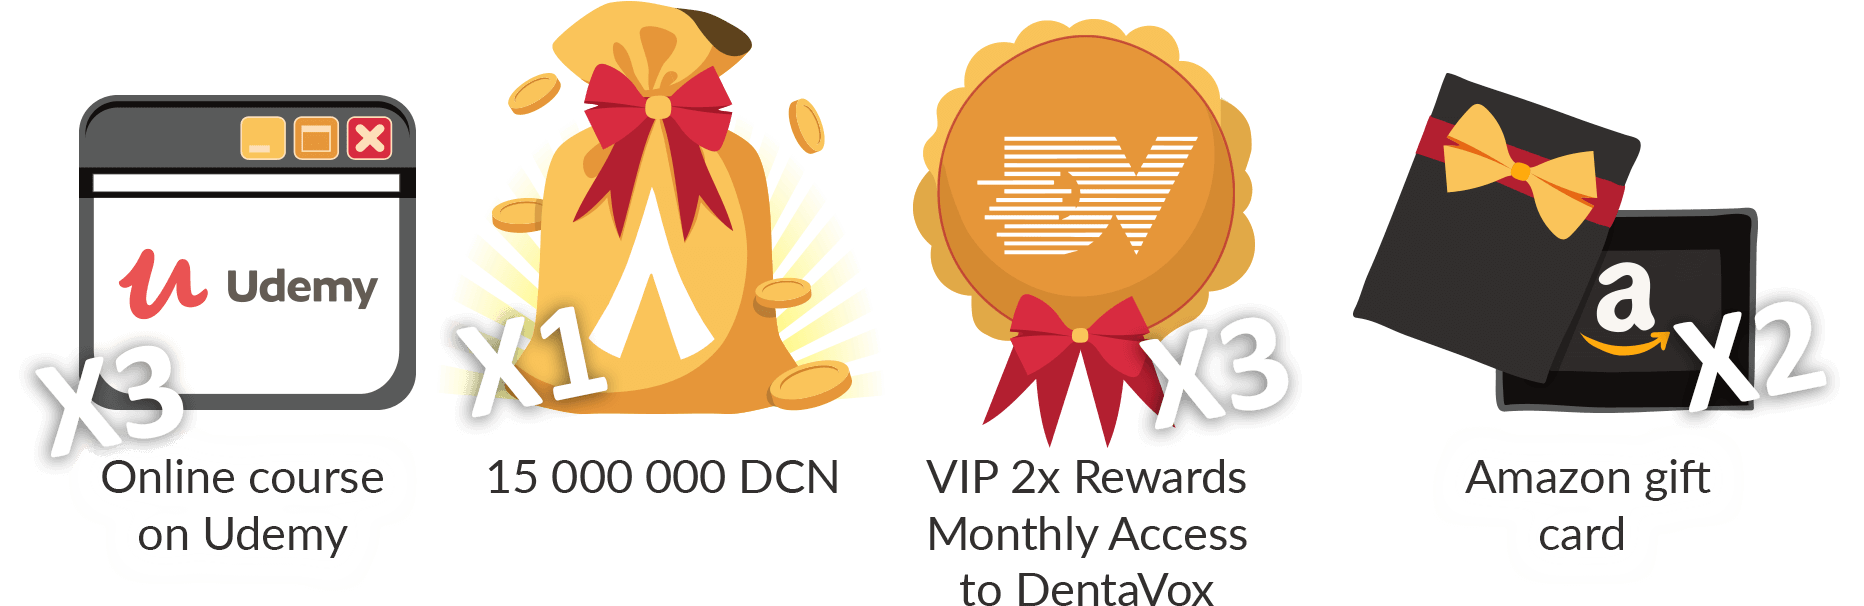 Udemy
X3
Online course
on Udemy
X1
15 000 000 DCN
DV
X3
VIP 2x Rewards
Monthly Access
to DentaVox
a
X2
Amazon gift
card